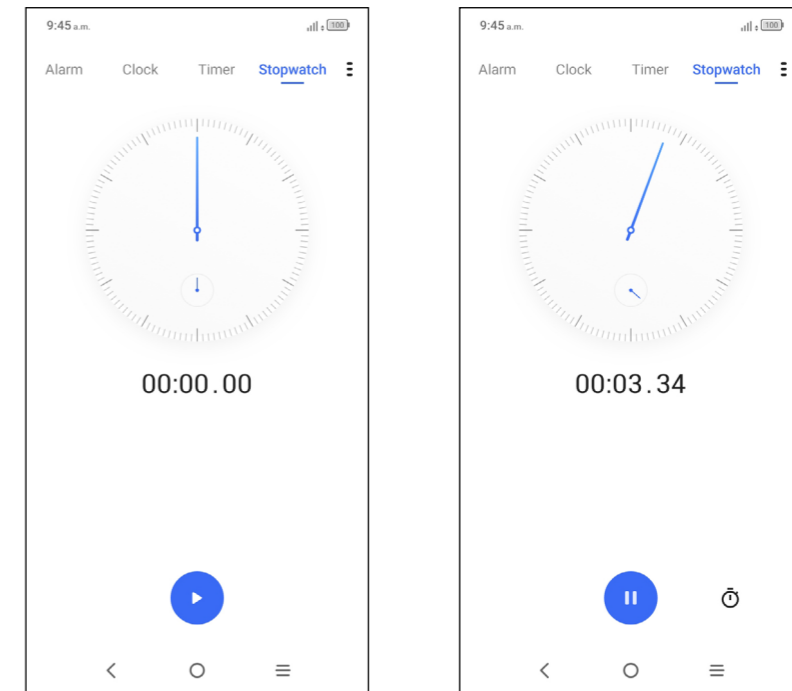 9:45 a.m.
100
Alarm Clock Timer Stopwatch
00:00.00
9:45 a.m.
100
Alarm Clock Timer Stopwatch
00:03.34